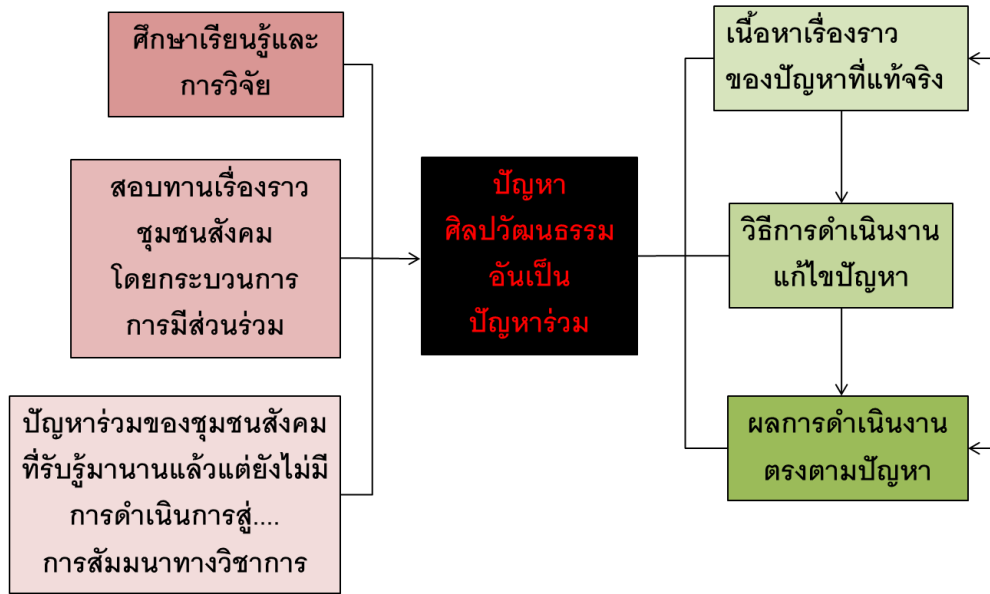 ศึกษาเรียนรู้และ
การวิจัย
สอบทานเรื่องราว
ชุมชนสังคม
โดยกระบวนการ
การมีส่วนร่วม
ปัญหาร่วมของชุมชนสังคม
ที่รับรู้มานานแล้วแต่ยังไม่มี
การดำเนินการสู่....
การสัมมนาทางวิชาการ
ปัญหา
ศิลปวัฒนธรรม
อันเป็น
ปัญหาร่วม
เนื้อหาเรื่องราว
ของปัญหาที่แท้จริง
วิธีการดำเนินงาน
แก้ไขปัญหา
ผลการดำเนินงาน
ตรงตามปัญหา